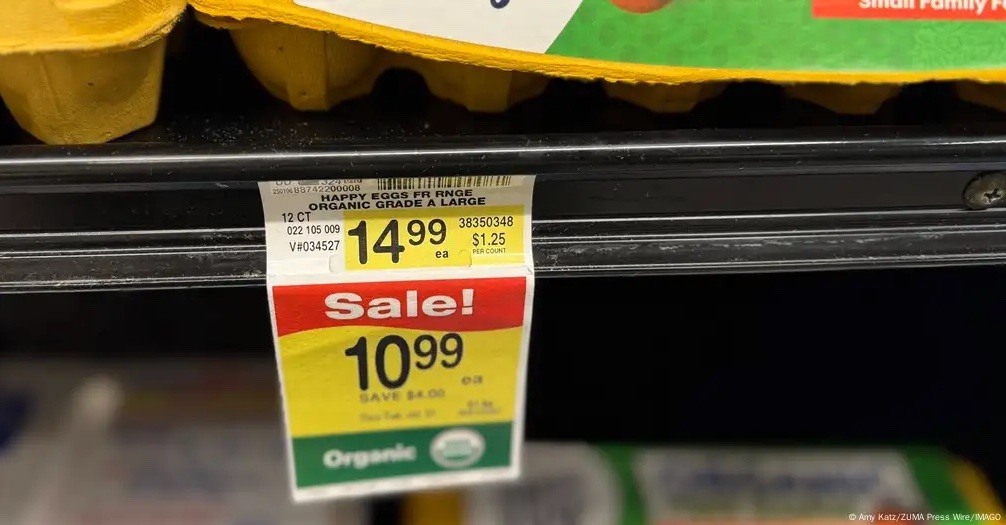 Small Family F
88742200008
HAPPY EGGS FR RNGE
ORGANIC GRADE A LARGE
12 CT
022 105 009
V#034527
14.99
ea
38350348
$1.25
PER COUNT
Sale!
10.99
ea
SAVE $4.00
Organic
© Amy Katz/ZUMA Press Wire/IMAGO